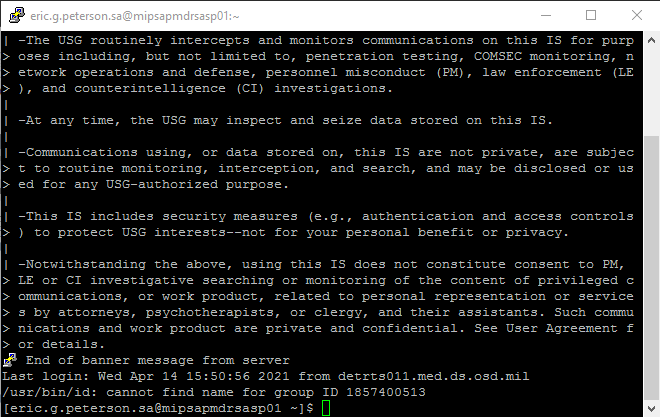 eric.g.peterson.sa@mipsapmdrsasp01:~
| -The USG routinely intercepts and monitors communications on this IS for purp
> oses including, but not limited to, penetration testing, COMSEC monitoring, n
> etwork operations and defense, personnel misconduct (PM), law enforcement (LE
> ), and counterintelligence (CI) investigations.
|
| -At any time, the USG may inspect and seize data stored on this IS.
|
| -Communications using, or data stored on, this IS are not private, are subjec
> t to routine monitoring, interception, and search, and may be disclosed or us
> ed for any USG-authorized purpose.
|
| -This IS includes security measures (e.g., authentication and access controls
> ) to protect USG interests--not for your personal benefit or privacy.
|
| -Notwithstanding the above, using this IS does not constitute consent to PM,
> LE or CI investigative searching or monitoring of the content of privileged c
> ommunications, or work product, related to personal representation or service
> s by attorneys, psychotherapists, or clergy, and their assistants. Such commu
> nications and work product are private and confidential. See User Agreement f
> or details.
End of banner message from server
Last login: Wed Apr 14 15:50:56 2021 from detrts011.med.ds.osd.mil
/usr/bin/id: cannot find name for group ID 1857400513
[eric.g.peterson.sa@mipsapmdrsasp01 ~]$